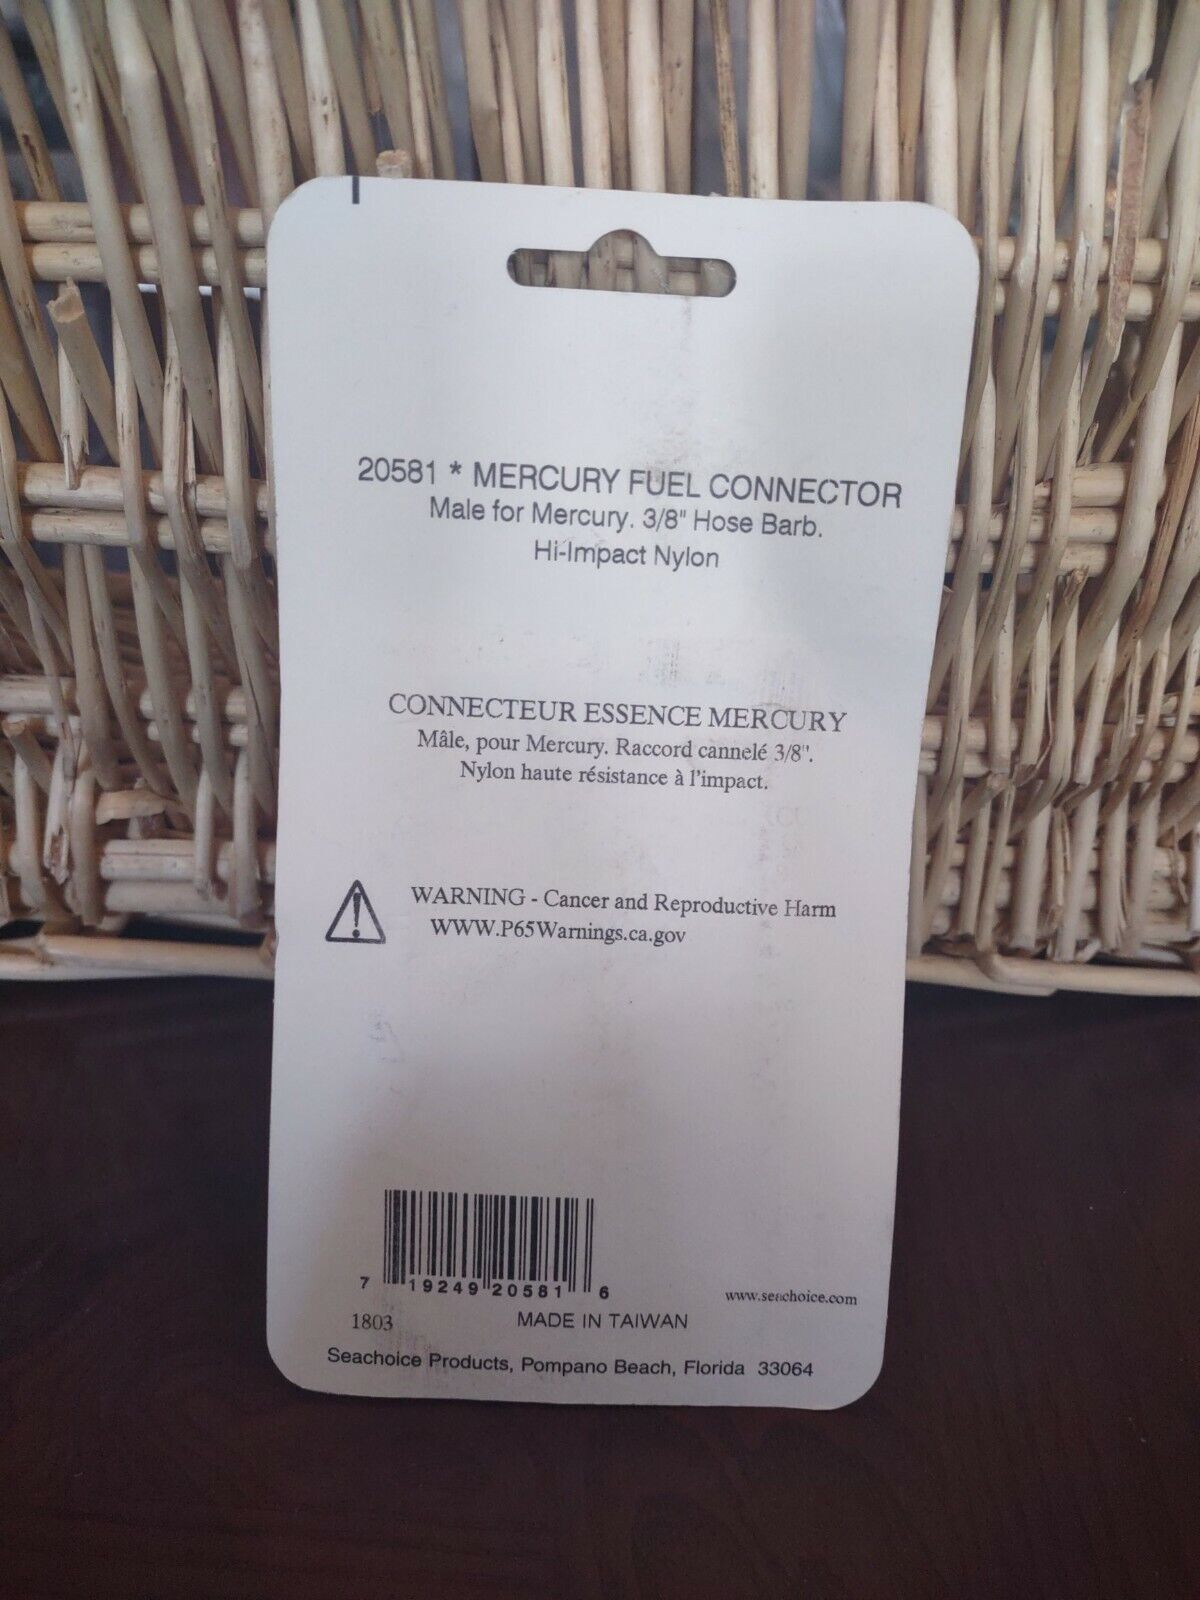 20581 * MERCURY FUEL CONNECTOR
Male for Mercury. 3/8" Hose Barb.
Hi-Impact Nylon
CONNECTEUR ESSENCE MERCURY
Mâle, pour Mercury. Raccord cannelé 3/8".
Nylon haute résistance à l'impact.
WARNING - Cancer and Reproductive Harm
WWW.P65Warnings.ca.gov
7 19249 20581 6
www.seachoice.com
1803 MADE IN TAIWAN
Seachoice Products, Pompano Beach, Florida 33064